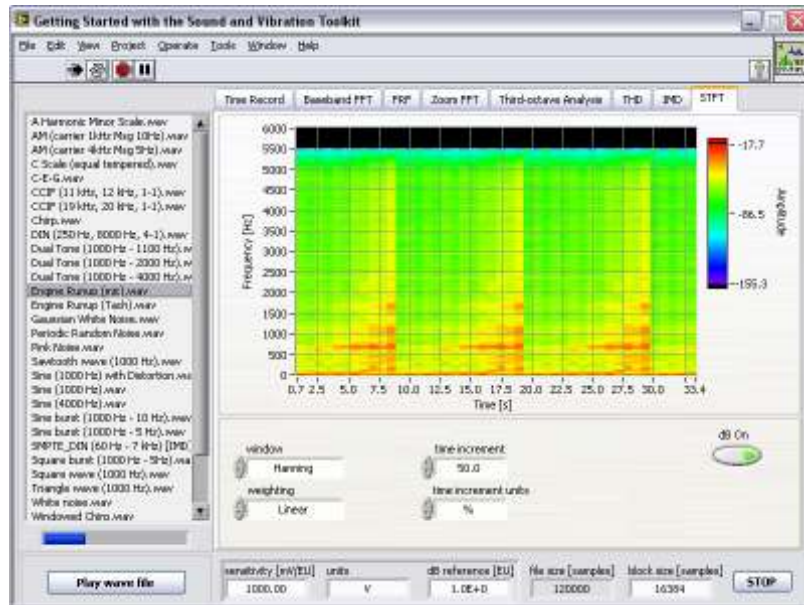 Getting Started with the Sound and Vibration Toolkit
File Edit View Project Operate Tools Window Help
Time Record Baseband FFT FRF Zoom FFT Third-octave Analysis THD IMD STFT
A Harmonic Minor Scale.wav
AM (carrier 1kHz Msg 10Hz).wav
AM (carrier 4kHz Msg 5Hz).wav
C Scale (equal tempered).wav
C-E-G.wav
CCIF (11 kHz, 12 kHz, 1-1).wav
CCIF (19 kHz, 20 kHz, 1-1).wav
Chirp.wav
DIN (250 Hz, 8000 Hz, 4-1).wav
Dual Tone (1000 Hz - 1100 Hz).w
Dual Tone (1000 Hz - 2000 Hz).w
Dual Tone (1000 Hz - 4000 Hz).w
Engine Runup (mic).wav
Engine Runup (Tach).wav
Gaussian White Noise.wav
Periodic Random Noise.wav
Pink Noise.wav
Sawtooth wave (1000 Hz).wav
Sine (1000 Hz) with Distortion.wa
Sine (1000 Hz).wav
Sine (4000 Hz).wav
Sine burst (1000 Hz - 10 Hz).wav
Sine burst (1000 Hz - 5 Hz).wav
SMPTE_DIN (60 Hz - 7 kHz) [IMD]
Square burst (1000 Hz - 5Hz).wa
Square wave (1000 Hz).wav
Triangle wave (1000 Hz).wav
White noise.wav
Windowed Chirp.wav
Play wave file
Frequency [Hz]
6000
5500
5000
4500
4000
3500
3000
2500
2000
1500
1000
500
0
0.7 2.5 5.0 7.5 10.0 12.5 15.0 17.5 20.0 22.5 25.0 27.5 30.0 33.4
Time [s]
-17.7
-86.5
-155.3
Amplitude
dB On
window
Hanning
time increment
50.0
weighting
Linear
time increment units
%
sensitivity [mV/EU] units dB reference [EU] file size [samples] block size [samples]
1000.00 V 1.0E+0 120000 16384
STOP